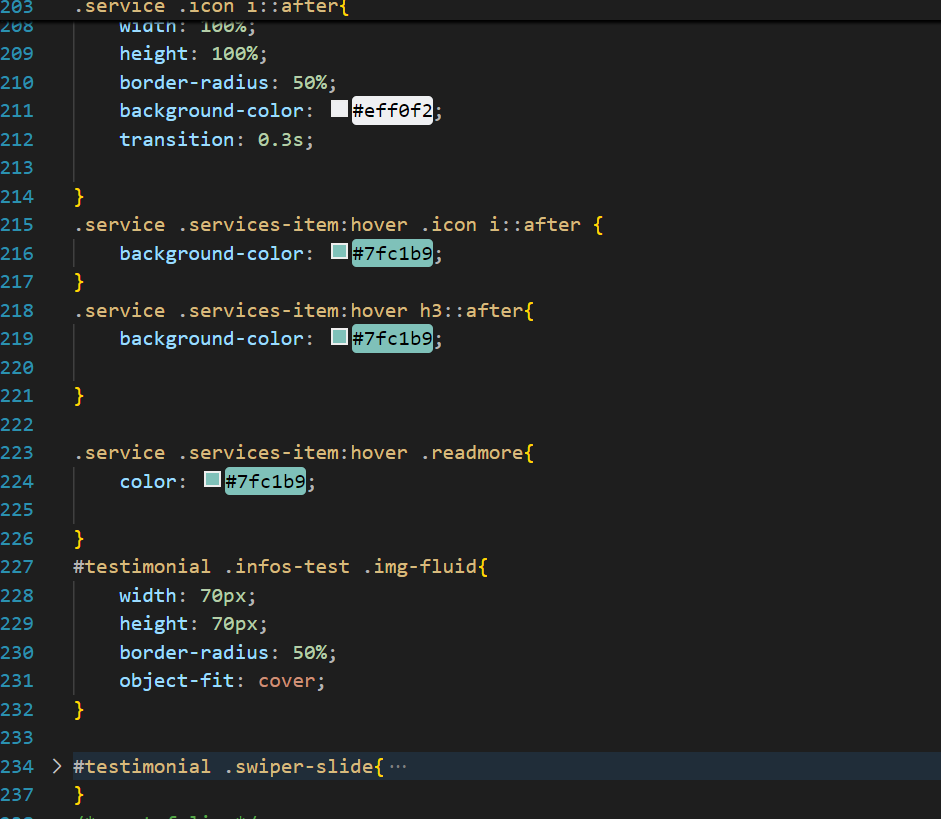 203 .service .icon i::after{
208 width: 100%;
209 height: 100%;
210 border-radius: 50%;
211 background-color: #eff0f2;
212 transition: 0.3s;
213
214 }
215 .service .services-item:hover .icon i::after {
216 background-color: #7fc1b9;
217 }
218 .service .services-item:hover h3::after{
219 background-color: #7fc1b9;
220
221 }
222
223 .service .services-item:hover .readmore{
224 color: #7fc1b9;
225
226 }
227 #testimonial .infos-test .img-fluid{
228 width: 70px;
229 height: 70px;
230 border-radius: 50%;
231 object-fit: cover;
232 }
233
234 > #testimonial .swiper-slide{ ···
237 }